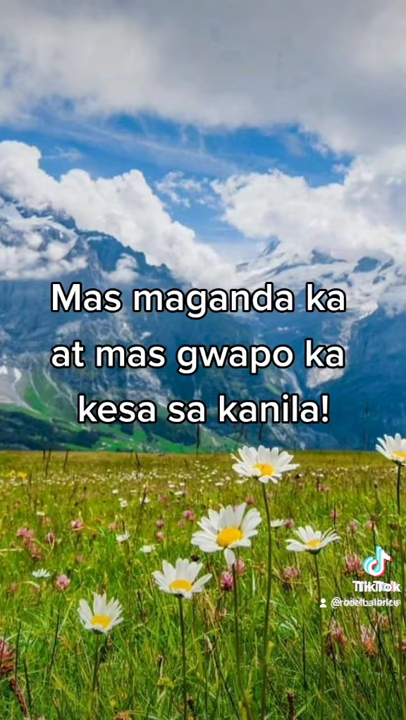 Mas maganda ka
at mas gwapo ka
kesa sa kanila!
TikTok